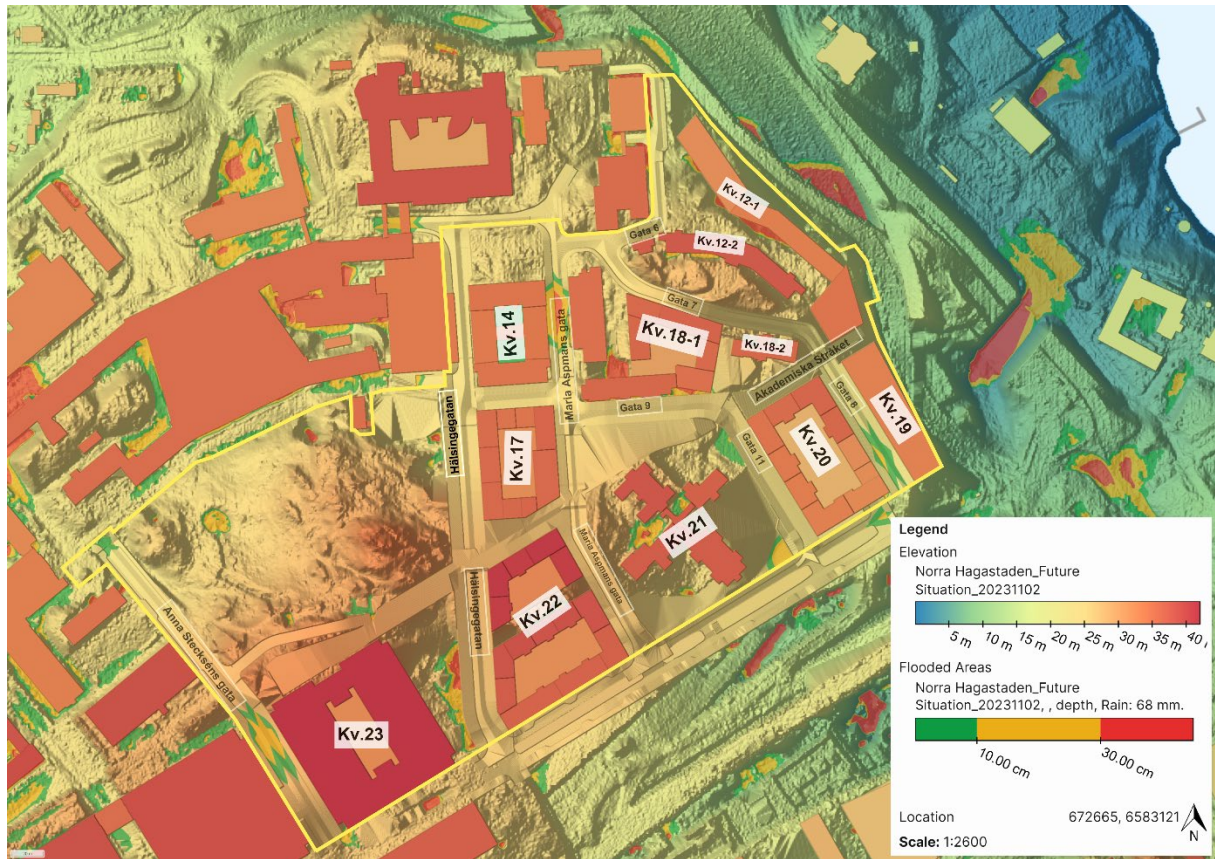 Kv.12-1
Gata 6
Kv.12-2
Gata 7
Kv.14
Maria Aspmans gata
Kv.18-1
Kv.18-2
Akademiska Stråket
Hälsingegatan
Gata 9
Gata 8
Kv.19
Kv.17
Gata 11
Kv.20
Kv.21
Maria Aspmans gata
Hälsingegatan
Kv.22
Anna Steckséns gata
Kv.23
Legend
Elevation
Norra Hagastaden_Future
Situation_20231102
5 m 10 m 15 m 20 m 25 m 30 m 35 m 40
Flooded Areas
Norra Hagastaden_Future
Situation_20231102, , depth, Rain: 68 mm.
10.00 cm 30.00 cm
Location 672665, 6583121
N
Scale: 1:2600